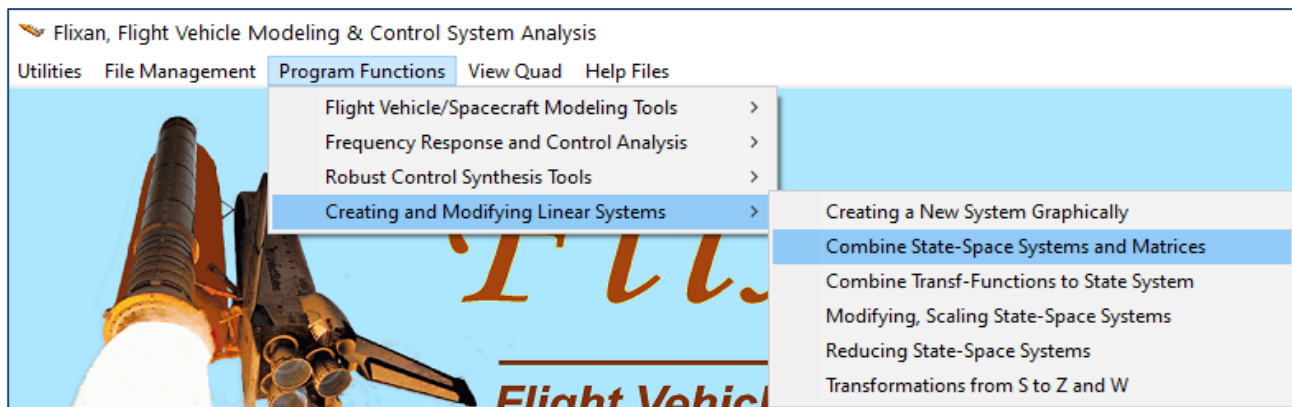 Flixan, Flight Vehicle Modeling & Control System Analysis
Utilities File Management Program Functions View Quad Help Files
Flight Vehicle/Spacecraft Modeling Tools >
Frequency Response and Control Analysis >
Robust Control Synthesis Tools >
Creating and Modifying Linear Systems >
Creating a New System Graphically
Combine State-Space Systems and Matrices
Combine Transf-Functions to State System
Modifying, Scaling State-Space Systems
Reducing State-Space Systems
Transformations from S to Z and W
Flight